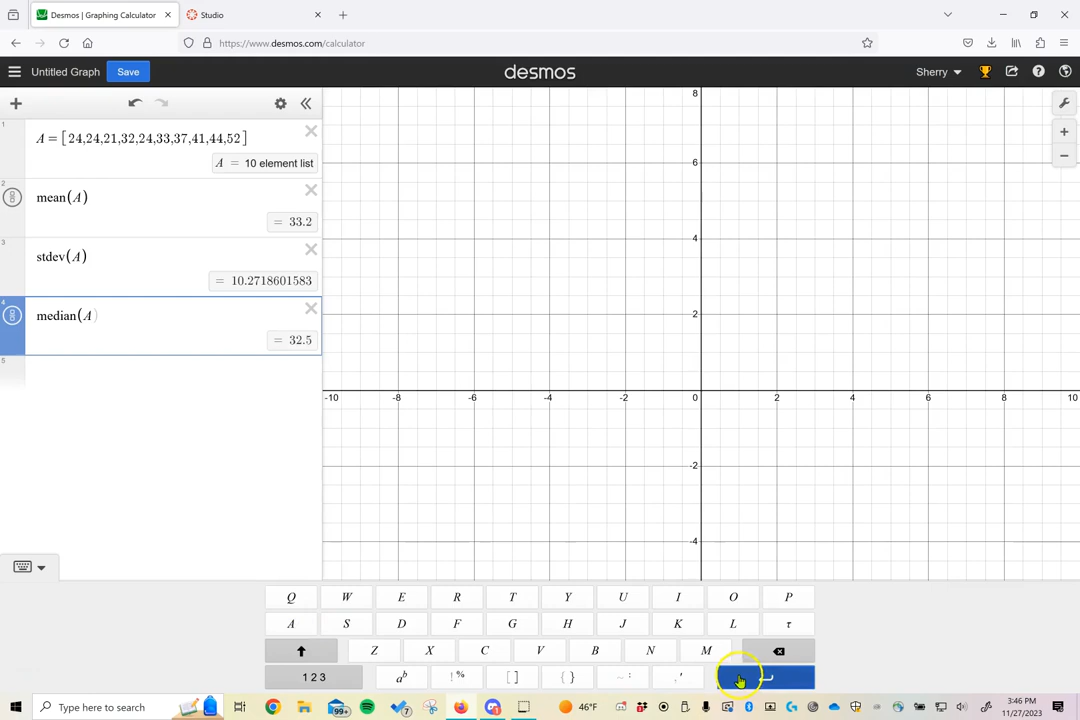 Desmos | Graphing Calculator
Studio
https://www.desmos.com/calculator
Untitled Graph
Save
desmos
Sherry
1
A = [24,24,21,32,24,33,37,41,44,52]
A = 10 element list
2
mean(A)
= 33.2
3
stdev(A)
= 10.2718601583
4
median(A)
= 32.5
5
8
6
4
2
-10 -8 -6 -4 -2 0 2 4 6 8 10
-2
-4
Q W E R T Y U I O P
A S D F G H J K L τ
Z X C V B N M
1 2 3 a^b !% [ ] { } ~ : , '
Type here to search
99+
7
46°F
3:46 PM
11/27/2023